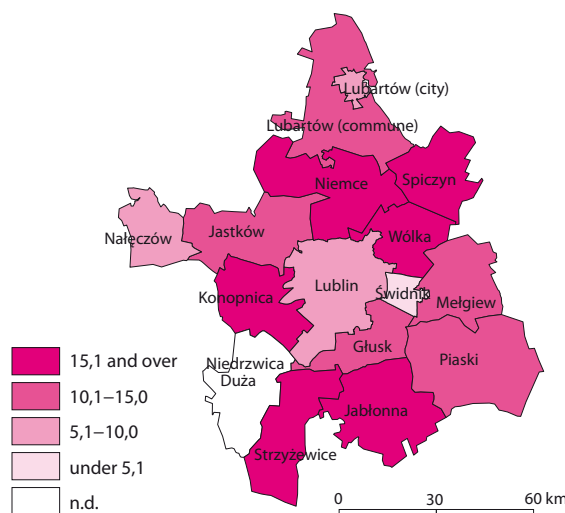 Lubartów (city)
Lubartów (commune)
Spiczyn
Niemce
Nałęczów
Jastków
Wólka
Konopnica
Lublin
Świdnik
Mełgiew
Głusk
Piaski
Niedrzwica
Duża
Jabłonna
Strzyżewice
15,1 and over
10,1–15,0
5,1–10,0
under 5,1
n.d.
0 30 60 km